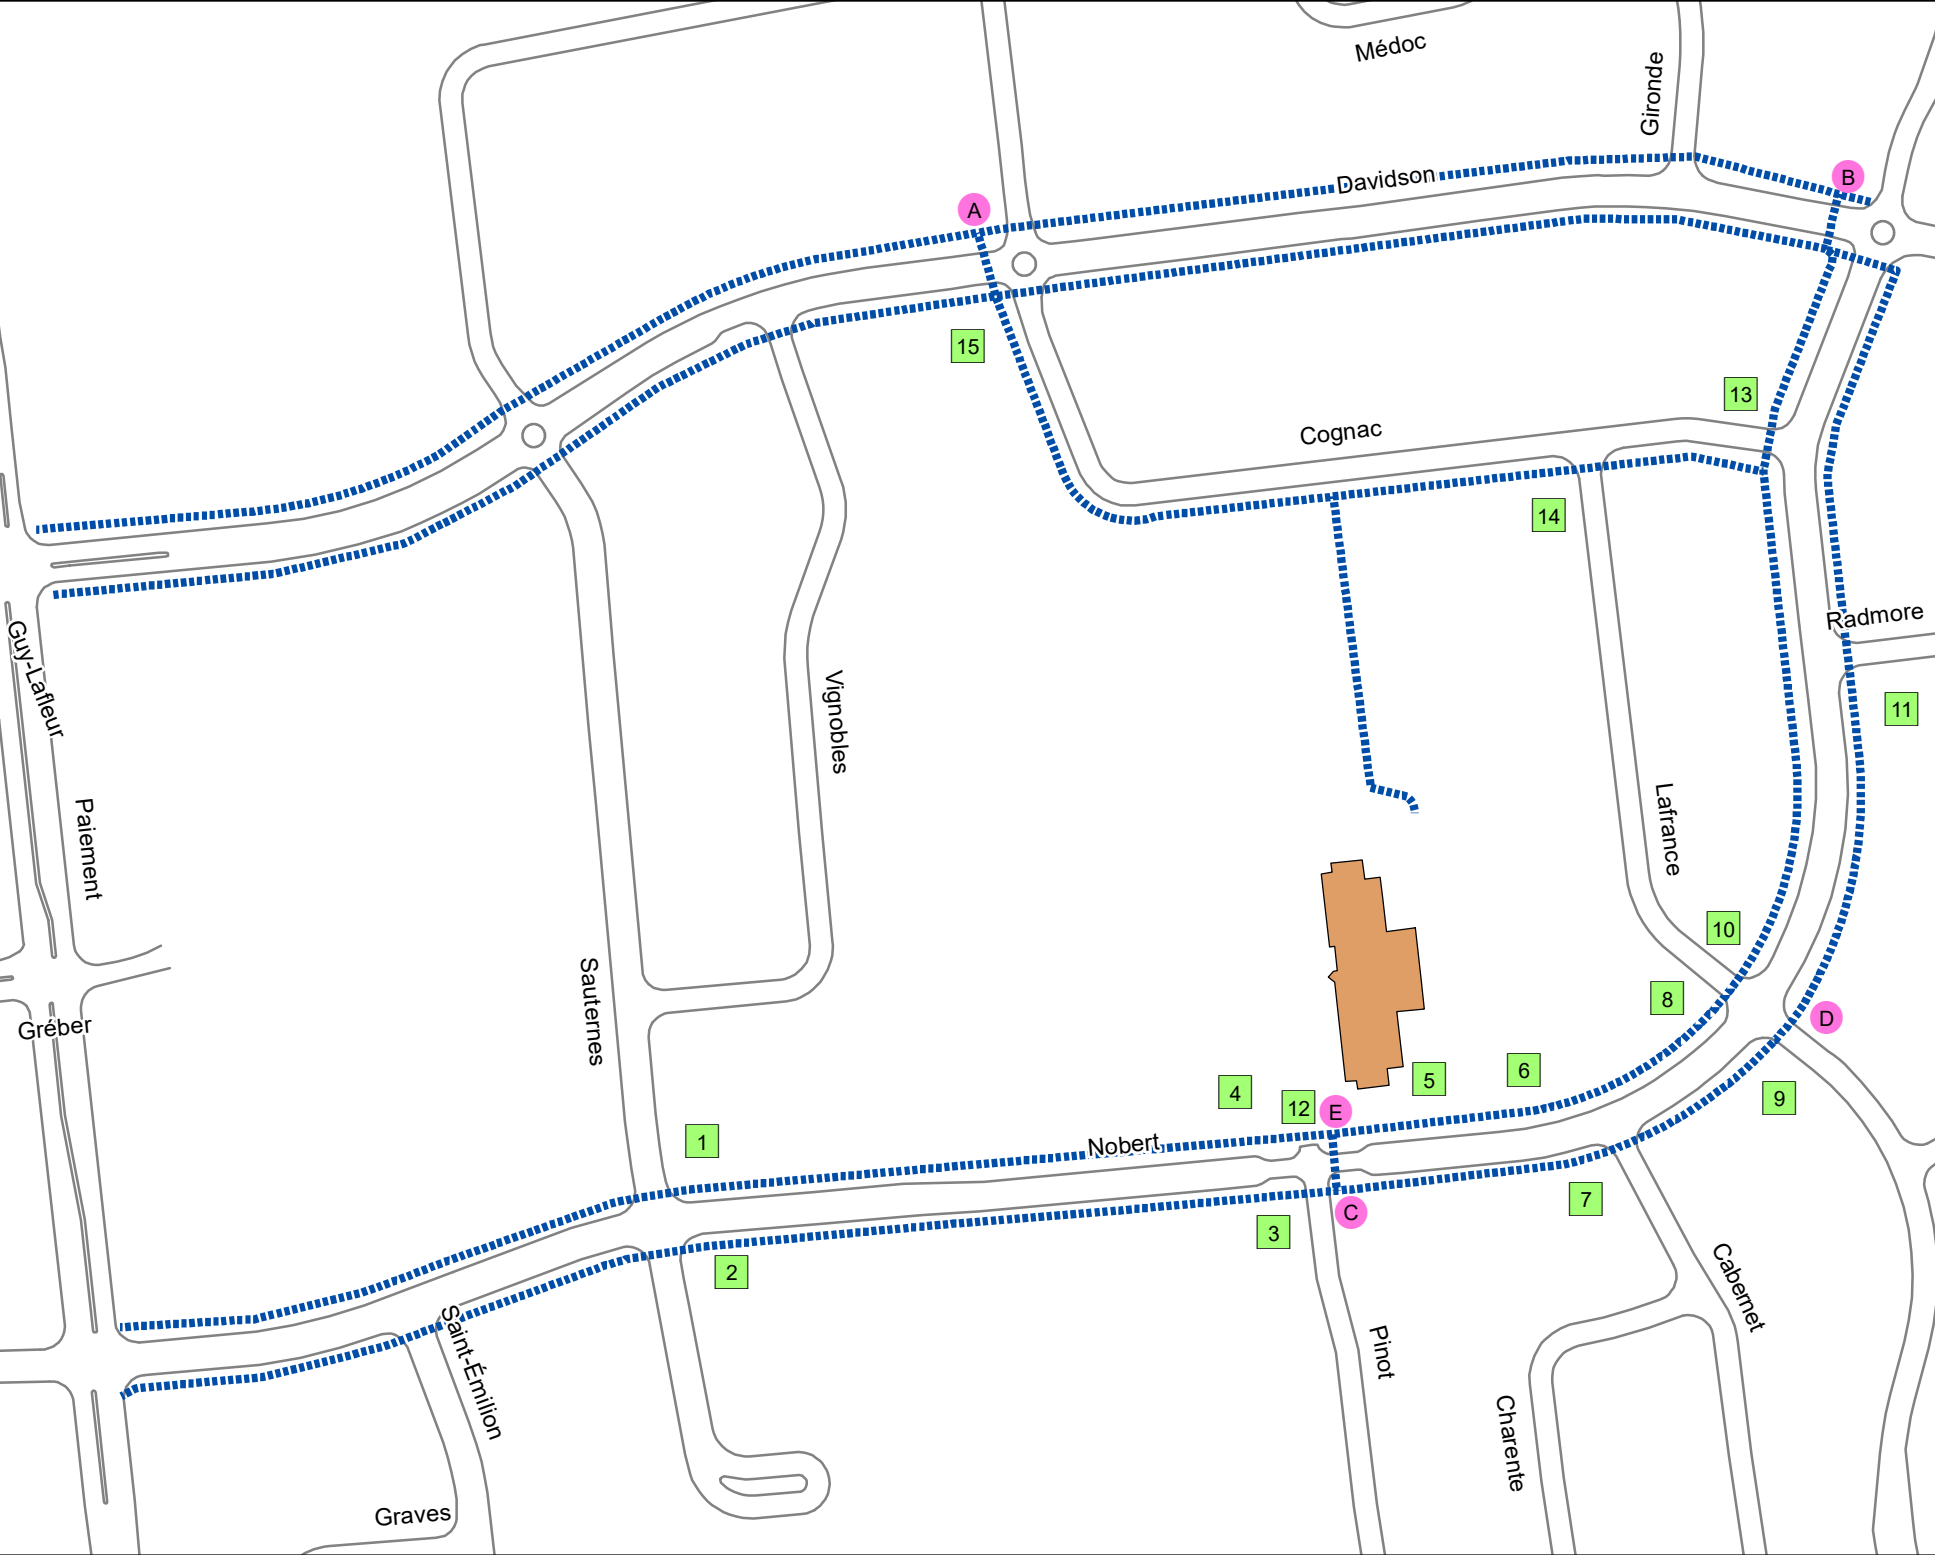 Médoc
Gironde
B
Davidson
A
15
13
Cognac
14
Radmore
Guy-Lafleur
Vignobles
11
Paiement
Lafrance
10
8
D
Gréber
Sauternes
6
5
4
12
E
9
1
Nobert
7
C
3
2
Cabernet
Saint-Émilion
Pinot
Charente
Graves